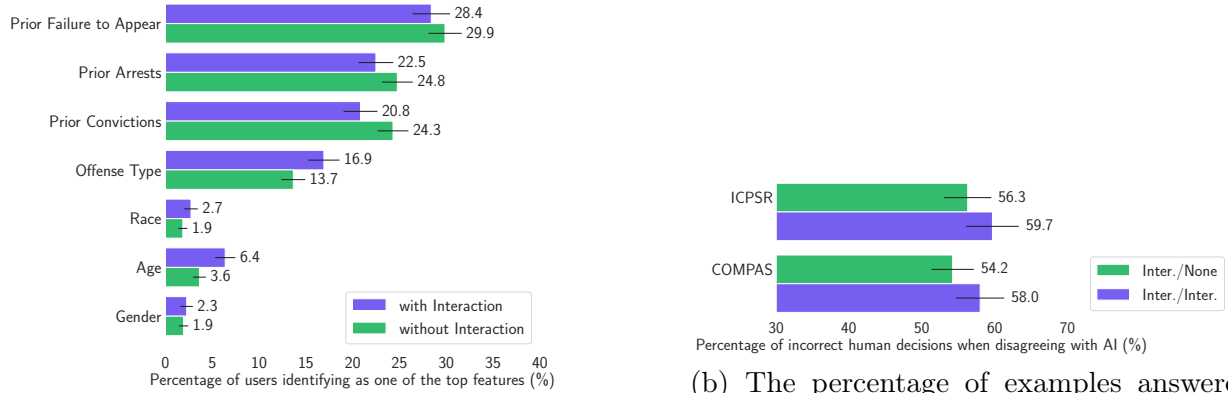 Prior Failure to Appear
28.4
29.9
Prior Arrests
22.5
24.8
Prior Convictions
20.8
24.3
Offense Type
16.9
13.7
Race
2.7
1.9
Age
6.4
3.6
Gender
2.3
1.9
with Interaction
without Interaction
0 5 10 15 20 25 30 35 40
Percentage of users identifying as one of the top features (%)
ICPSR
56.3
59.7
COMPAS
54.2
58.0
Inter./None
Inter./Inter.
30 40 50 60 70
Percentage of incorrect human decisions when disagreeing with AI (%)
(b) The percentage of examples answere